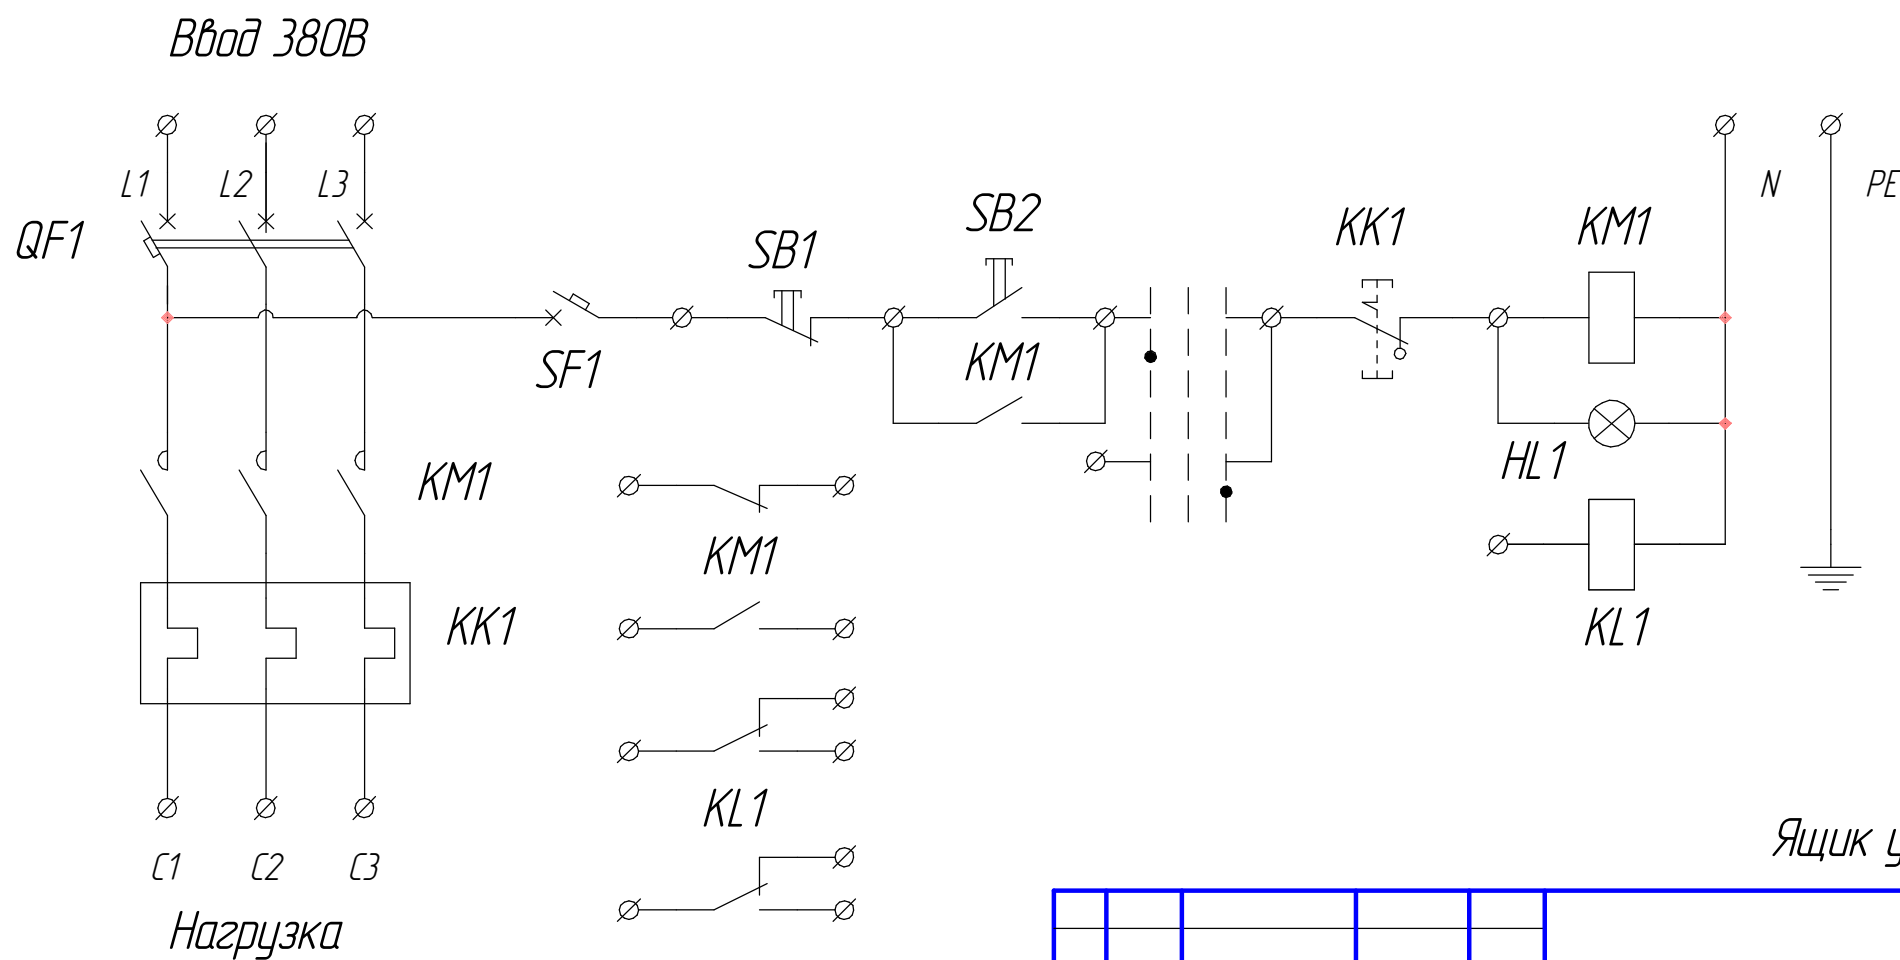 Ввод 380В
L1 L2 L3 N PE
QF1 SB1 SB2 KK1 KM1
SF1 KM1
HL1
KM1 KM1
KK1 KL1
KL1
C1 C2 C3
Ящик
Нагрузка